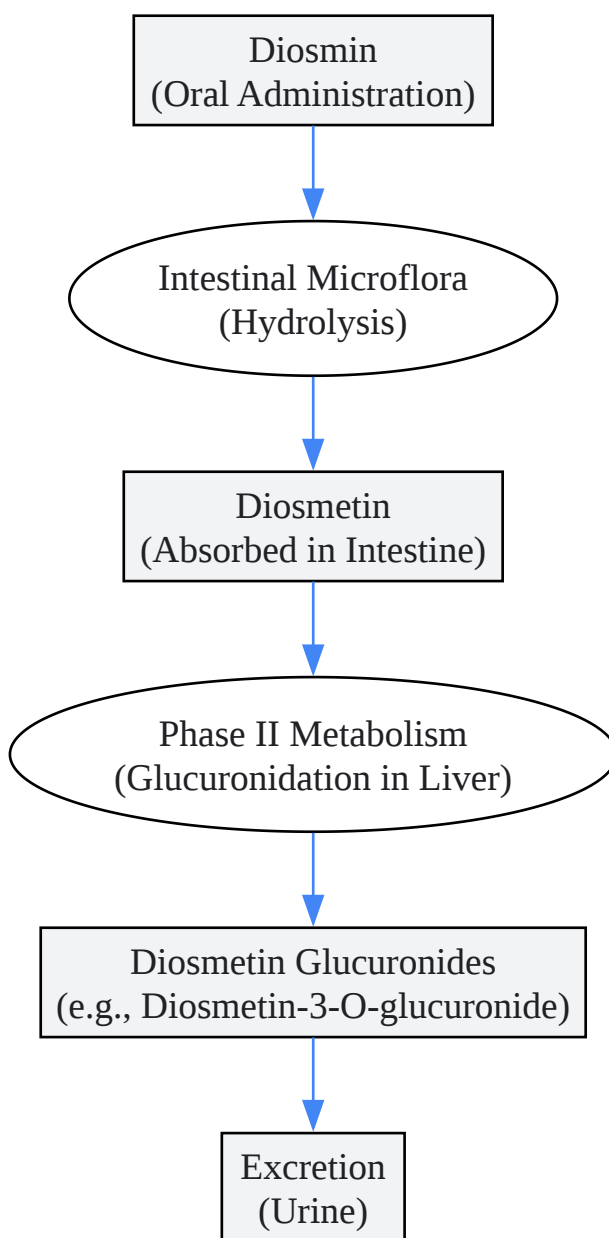 Diosmin
(Oral Administration)
Intestinal Microflora
(Hydrolysis)
Diosmetin
(Absorbed in Intestine)
Phase II Metabolism
(Glucuronidation in Liver)
Diosmetin Glucuronides
(e.g., Diosmetin-3-O-glucuronide)
Excretion
(Urine)